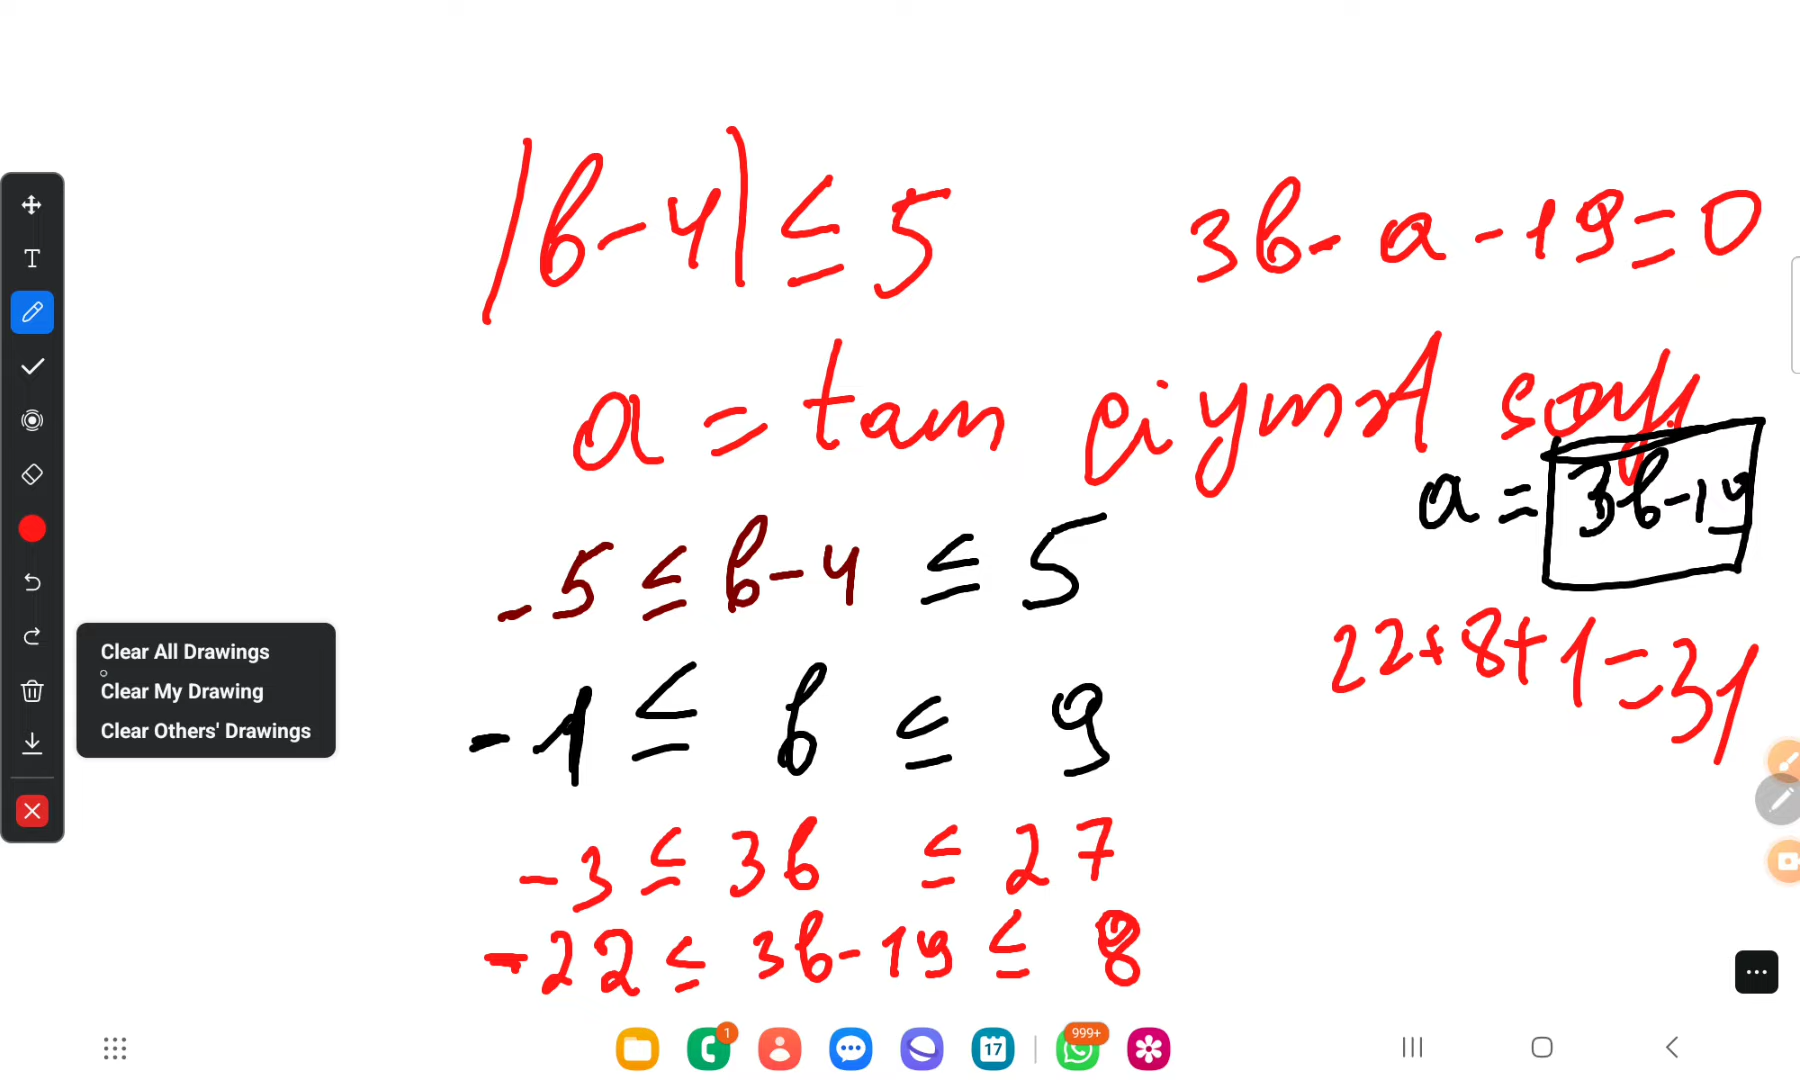 |b-4| ≤ 5
3b - a - 19 = 0
a = tam qiymət sayı
a = 3b-19
-5 ≤ b-4 ≤ 5
22+8+1=31
-1 ≤ b ≤ 9
-3 ≤ 3b ≤ 27
-22 ≤ 3b-19 ≤ 8
T
Clear All Drawings
Clear My Drawing
Clear Others' Drawings
1
17
999+